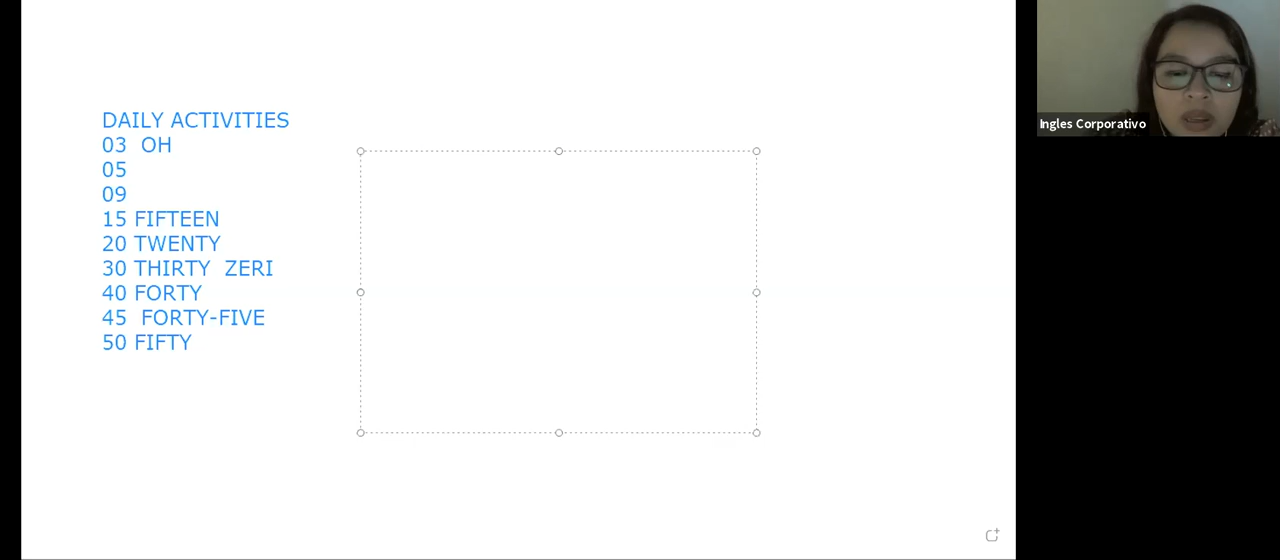 DAILY ACTIVITIES
03 OH
05
09
15 FIFTEEN
20 TWENTY
30 THIRTY ZERI
40 FORTY
45 FORTY-FIVE
50 FIFTY
Ingles Corporativo